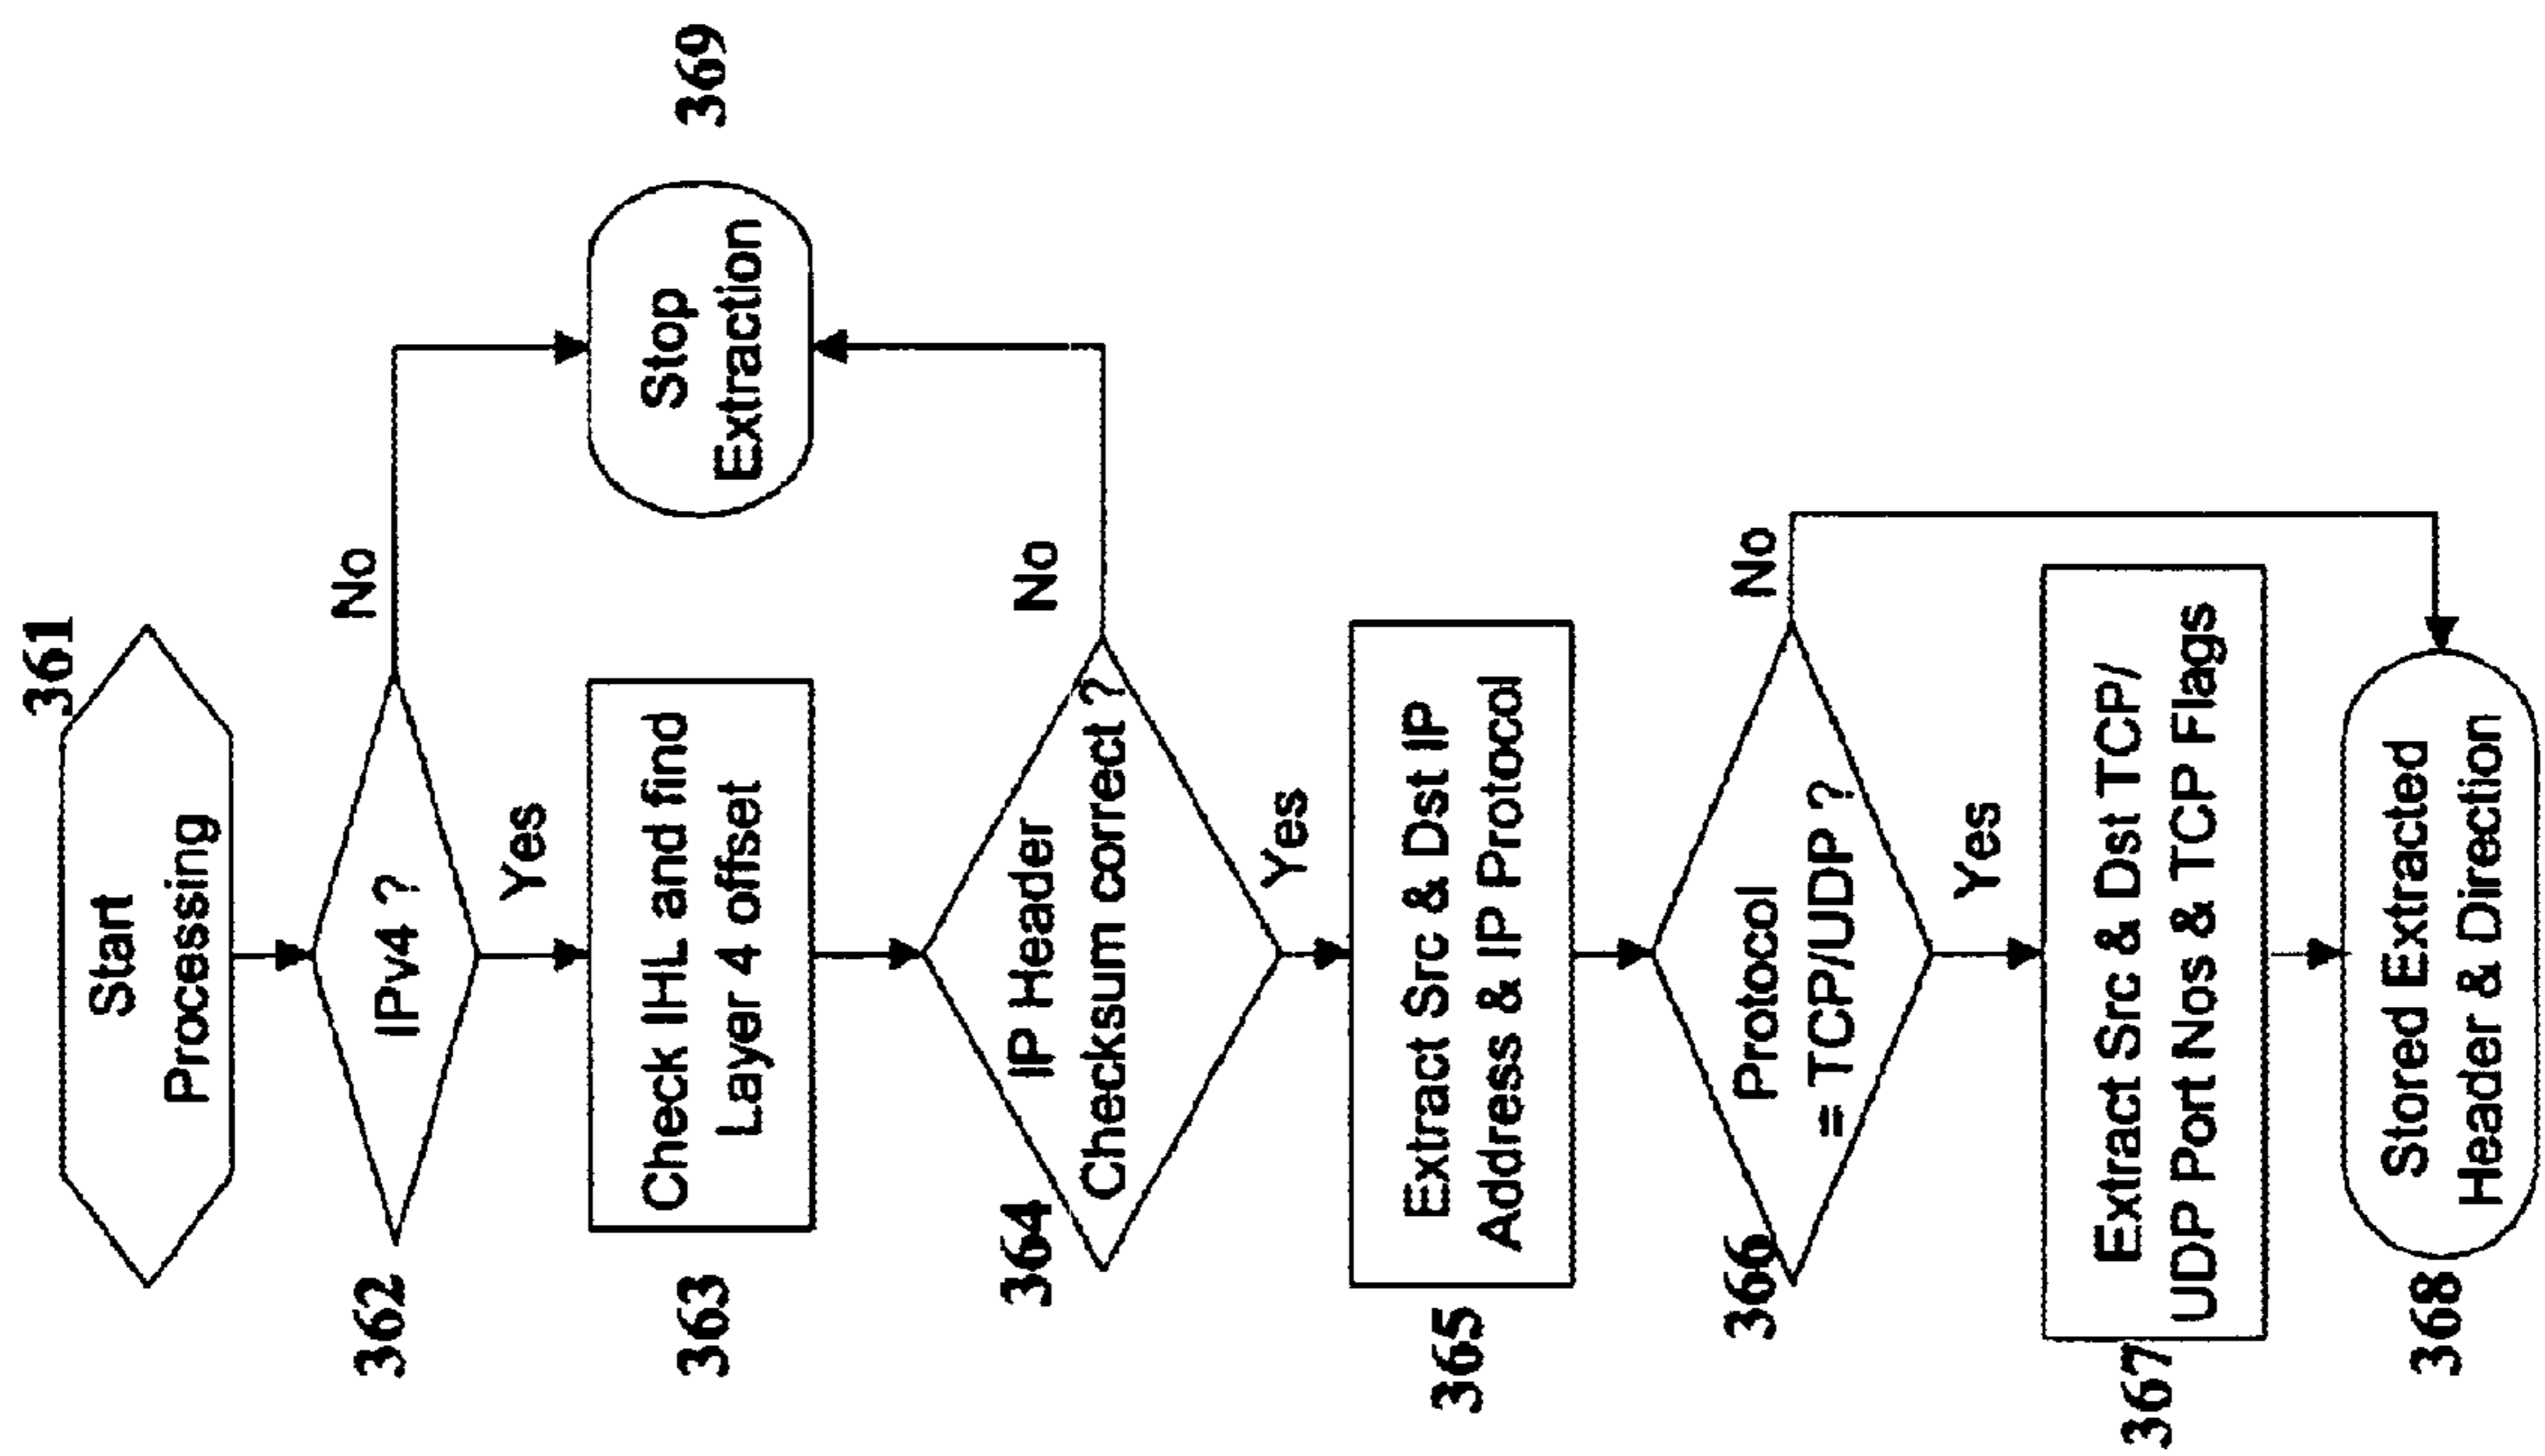 361
Start
Processing
362
IPv4 ?
No
Yes
363
Check IHL and find
Layer 4 offset
369
Stop
Extraction
364
IP Header
Checksum correct ?
No
Yes
365
Extract Src & Dst IP
Address & IP Protocol
366
Protocol
= TCP/UDP ?
No
Yes
367
Extract Src & Dst TCP/
UDP Port Nos & TCP Flags
368
Stored Extracted
Header & Direction